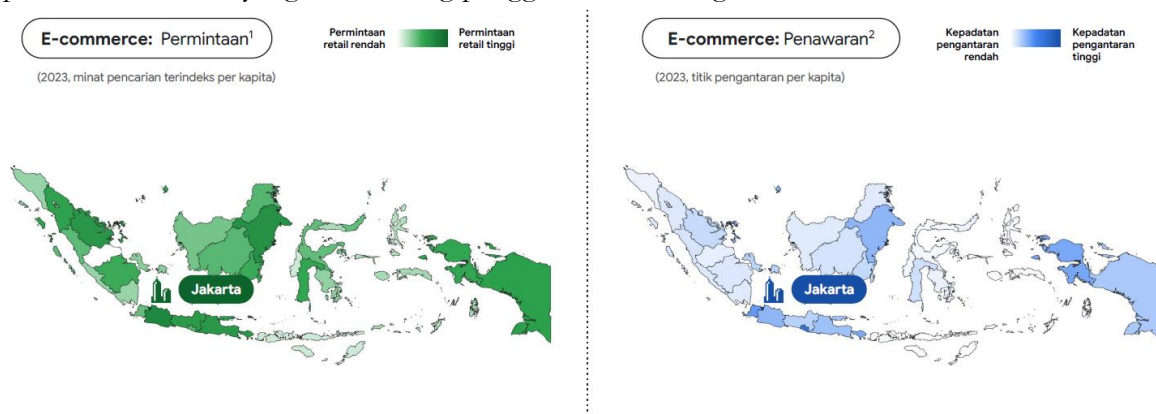 E-commerce: Permintaan¹
Permintaan retail rendah
Permintaan retail tinggi
(2023, minat pencarian terindeks per kapita)
Jakarta
E-commerce: Penawaran²
Kepadatan pengantaran rendah
Kepadatan pengantaran tinggi
(2023, titik pengantaran per kapita)
Jakarta